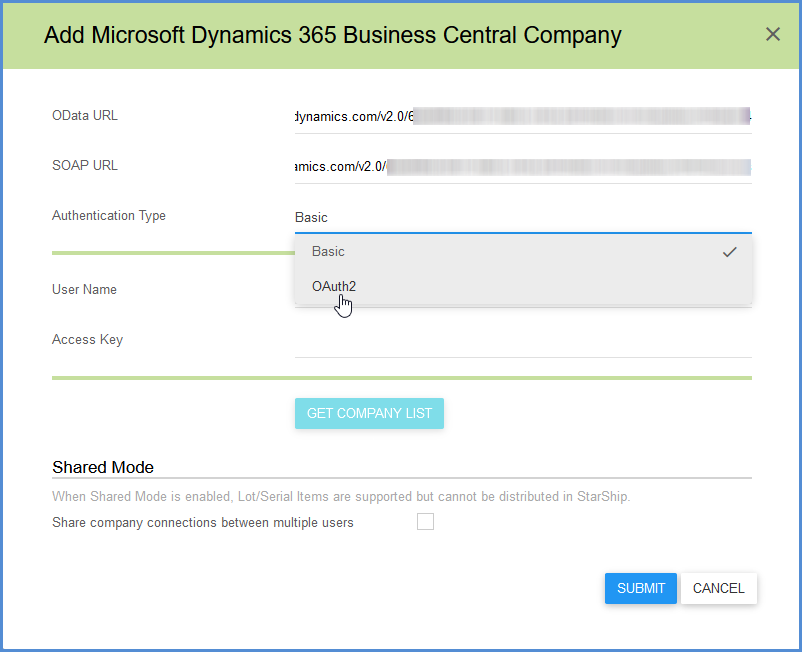 Add Microsoft Dynamics 365 Business Central Company
OData URL
dynamics.com/v2.0/6
SOAP URL
amics.com/v2.0/
Authentication Type
Basic
Basic
OAuth2
User Name
Access Key
GET COMPANY LIST
Shared Mode
When Shared Mode is enabled, Lot/Serial Items are supported but cannot be distributed in StarShip.
Share company connections between multiple users
SUBMIT CANCEL